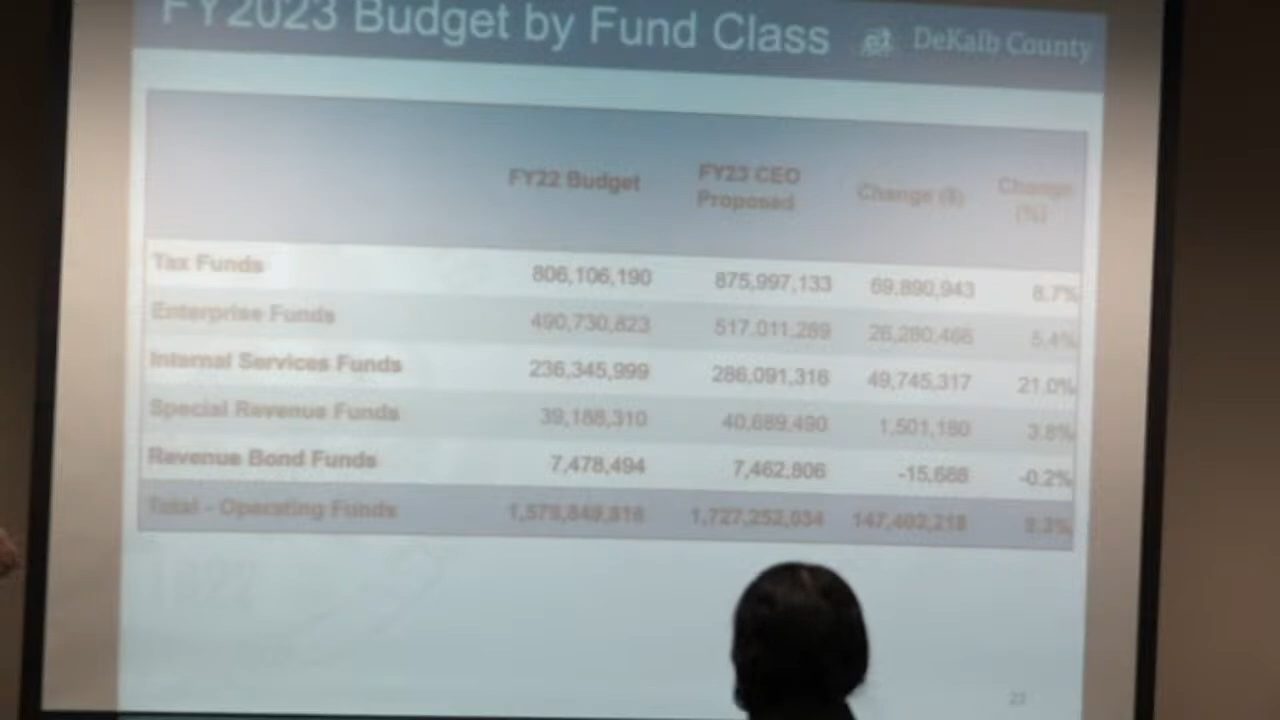 FY2023 Budget by Fund Class DeKalb County
FY22 Budget FY23 CEO Proposed Change ($) Change (%)
Tax Funds 806,106,190 875,997,133 69,890,943 8.7%
Enterprise Funds 490,730,823 517,011,289 26,280,466 5.4%
Internal Services Funds 236,345,999 286,091,316 49,745,317 21.0%
Special Revenue Funds 39,188,310 40,689,490 1,501,180 3.8%
Revenue Bond Funds 7,478,494 7,462,806 -15,688 -0.2%
Total - Operating Funds 1,579,849,816 1,727,252,034 147,402,218 9.3%